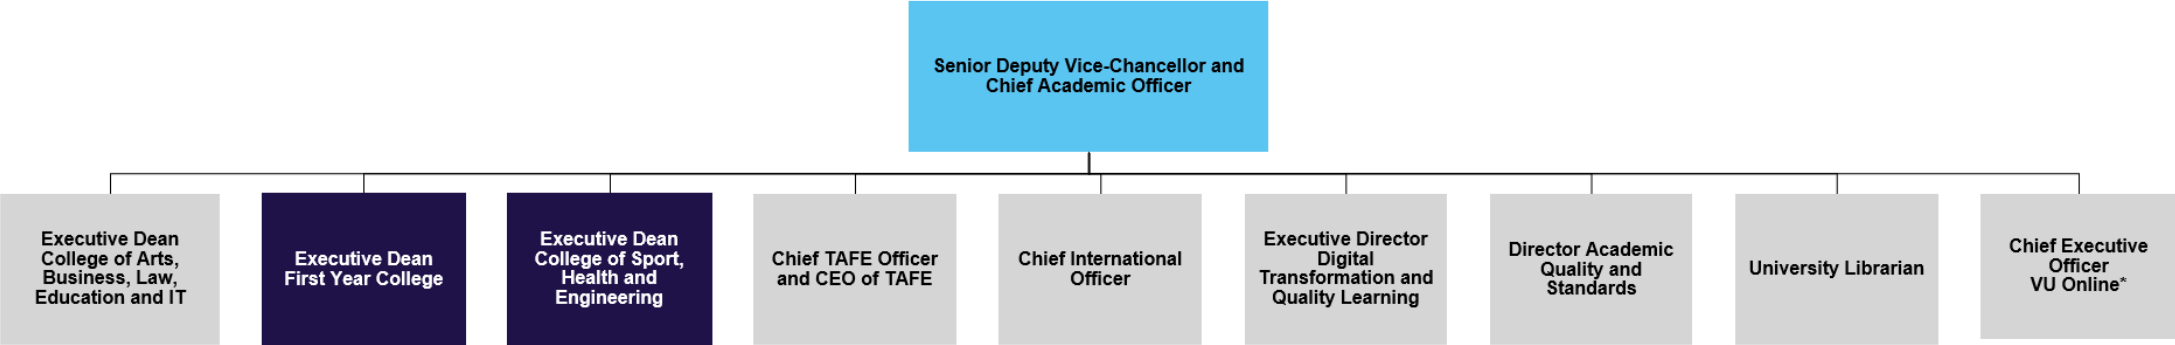 Senior Deputy Vice-Chancellor and
Chief Academic Officer
Executive Dean
College of Arts,
Business, Law,
Education and IT
Executive Dean
First Year College
Executive Dean
College of Sport,
Health and
Engineering
Chief TAFE Officer
and CEO of TAFE
Chief International
Officer
Executive Director
Digital
Transformation and
Quality Learning
Director Academic
Quality and
Standards
University Librarian
Chief Executive
Officer
VU Online*